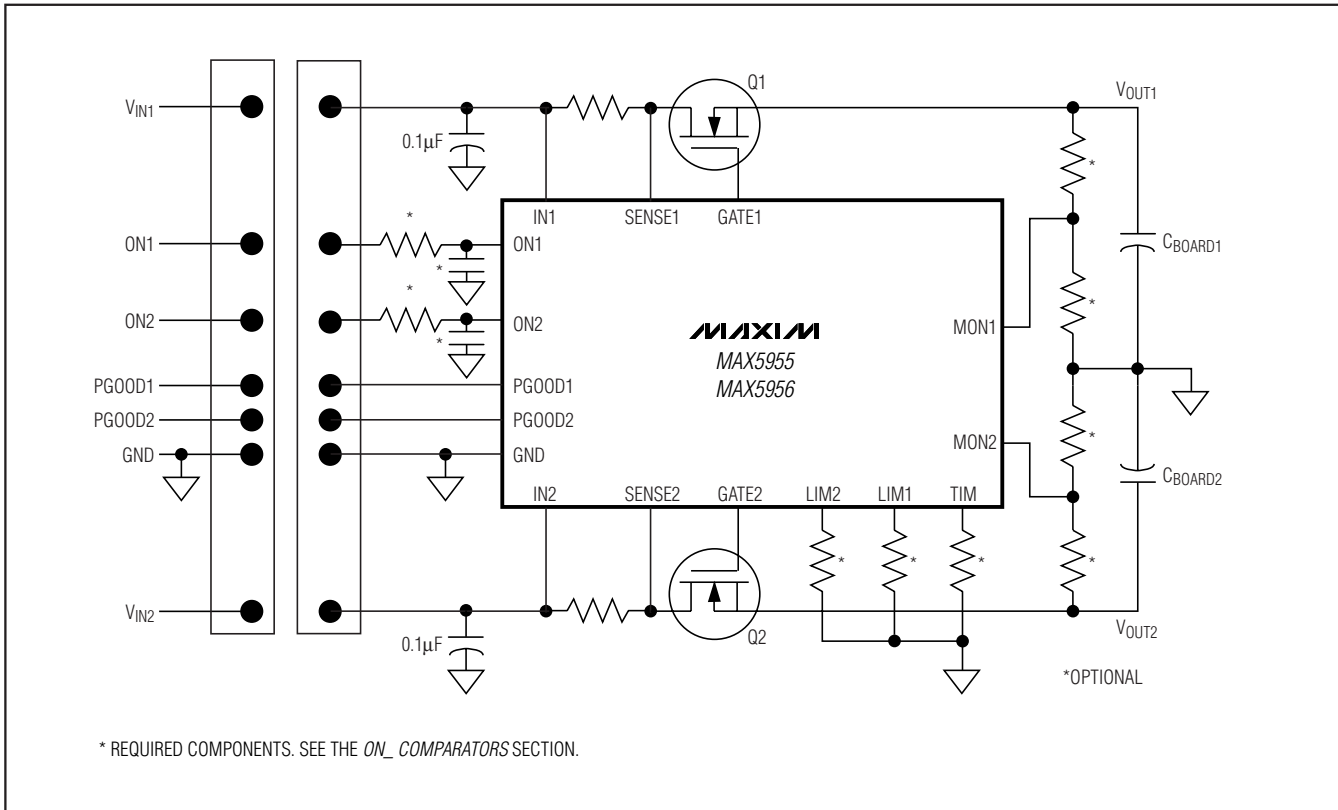 Q1
VIN1
VOUT1
0.1µF
*
IN1
SENSE1
GATE1
*
CBOARD1
ON1
ON1
*
*
*
ON2
ON2
*
MAXIM
MAX5955
MAX5956
MON1
PGOOD1
PGOOD1
PGOOD2
PGOOD2
*
GND
GND
MON2
CBOARD2
IN2
SENSE2
GATE2
LIM2
LIM1
TIM
*
*
*
*
VIN2
Q2
VOUT2
0.1µF
*OPTIONAL
* REQUIRED COMPONENTS. SEE THE ON_ COMPARATORS SECTION.